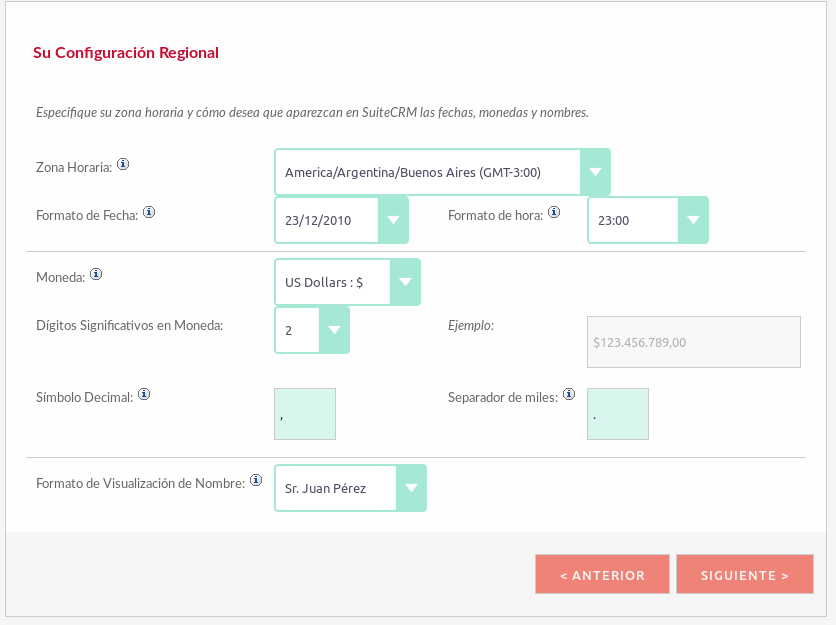 Su Configuración Regional
Especifique su zona horaria y cómo desea que aparezcan en SuiteCRM las fechas, monedas y nombres.
Zona Horaria: America/Argentina/Buenos Aires (GMT-3:00)
Formato de Fecha: 23/12/2010 Formato de hora: 23:00
Moneda: US Dollars : $
Dígitos Significativos en Moneda: 2 Ejemplo: $123.456.789,00
Símbolo Decimal: , Separador de miles: .
Formato de Visualización de Nombre: Sr. Juan Pérez
< ANTERIOR SIGUIENTE >